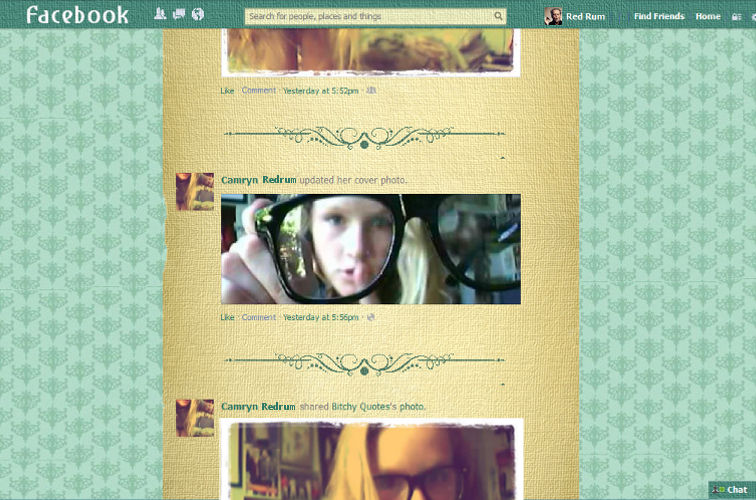 facebook
Search for people, places and things
Red Rum
Find Friends
Home
Like · Comment · Yesterday at 5:52pm ·
Camryn Redrum updated her cover photo.
Like · Comment · Yesterday at 5:56pm ·
Camryn Redrum shared Bitchy Quotes's photo.
Chat